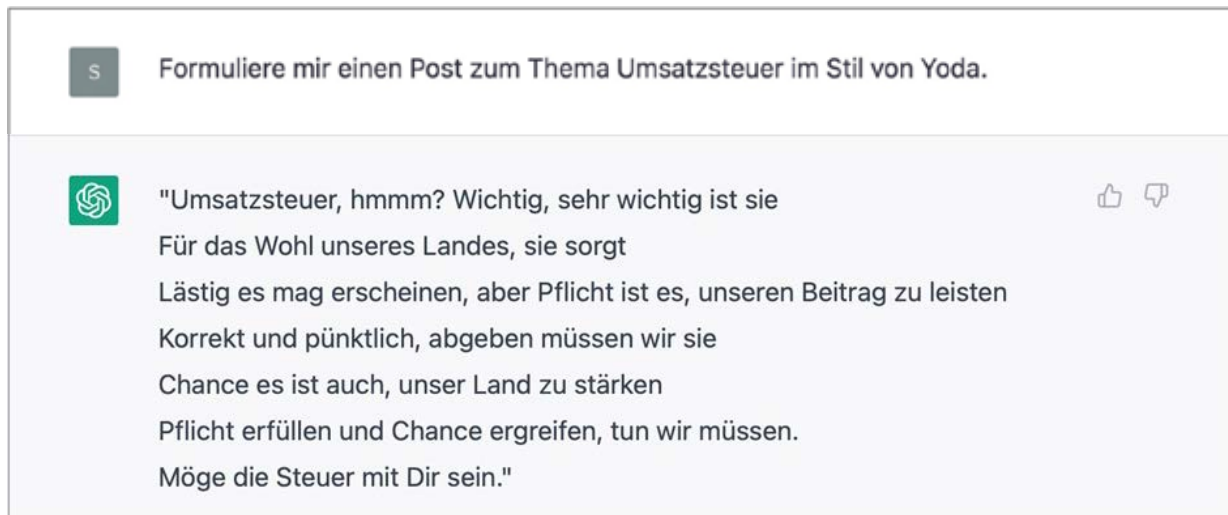 S
Formuliere mir einen Post zum Thema Umsatzsteuer im Stil von Yoda.
"Umsatzsteuer, hmmm? Wichtig, sehr wichtig ist sie
Für das Wohl unseres Landes, sie sorgt
Lästig es mag erscheinen, aber Pflicht ist es, unseren Beitrag zu leisten
Korrekt und pünktlich, abgeben müssen wir sie
Chance es ist auch, unser Land zu stärken
Pflicht erfüllen und Chance ergreifen, tun wir müssen.
Möge die Steuer mit Dir sein."